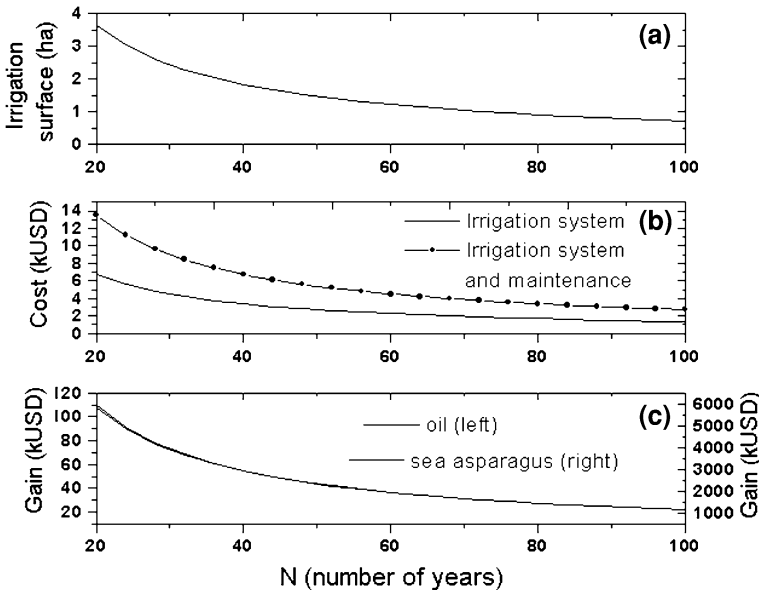 (a)
Irrigation
surface (ha)
4
3
2
1
0
20 40 60 80 100
(b)
Cost (kUSD)
14
12
10
8
6
4
2
0
Irrigation system
Irrigation system
and maintenance
20 40 60 80 100
(c)
Gain (kUSD)
120
100
80
60
40
20
oil (left)
sea asparagus (right)
6000
5000
4000
3000
2000
1000
Gain (kUSD)
20 40 60 80 100
N (number of years)